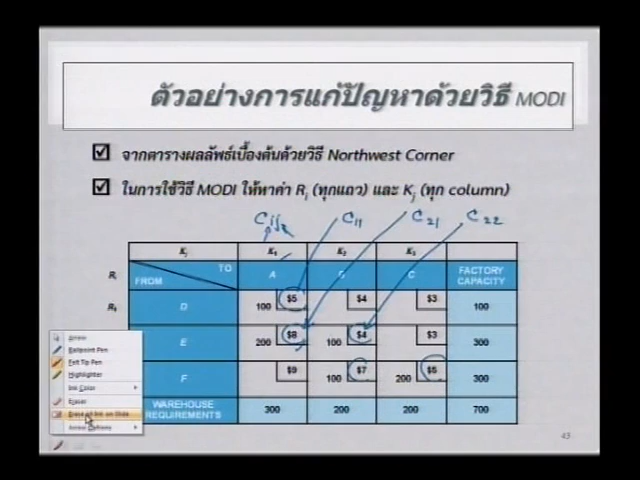 ตัวอย่างการแก้ปัญหาด้วยวิธี MODI
จากตารางผลลัพธ์เบื้องต้นด้วยวิธี Northwest Corner
ในการใช้วิธี MODI ให้หาค่า Ri (ทุกแถว) และ Kj (ทุก column)
Cij C11 C21 C22
Kj K1 K2 K3
Ri FROM TO A B C FACTORY CAPACITY
R1 D 100 $5 $4 $3 100
E 200 $8 100 $4 $3 300
F $9 100 $7 200 $5 300
WAREHOUSE REQUIREMENTS 300 200 200 700
Arrow
Ballpoint Pen
Felt Tip Pen
Highlighter
Ink Color
Eraser
Erase all Ink on Slide
Arrow Options
43